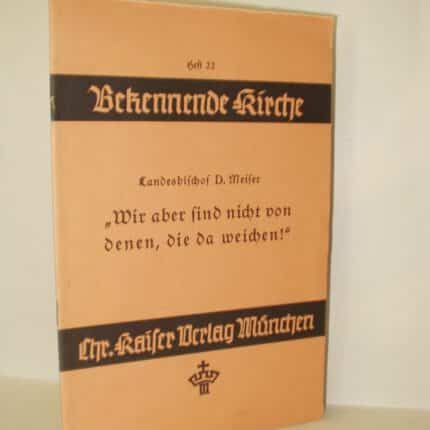 Heft 22
Bekennende Kirche
Landesbischof D. Meiser
„Wir aber sind nicht von
denen, die da weichen!“
Chr. Kaiser Verlag München